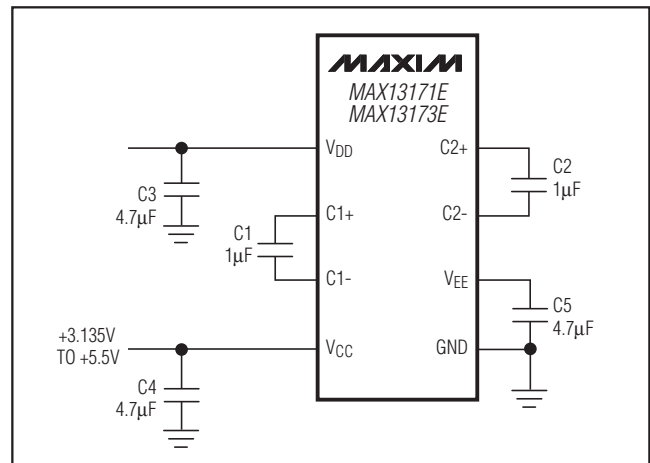 MAXIM
MAX13171E
MAX13173E
VDD
C2+
C2
1µF
C3
4.7µF
C1+
C2-
C1
1µF
C1-
VEE
C5
4.7µF
+3.135V
TO +5.5V
VCC
GND
C4
4.7µF